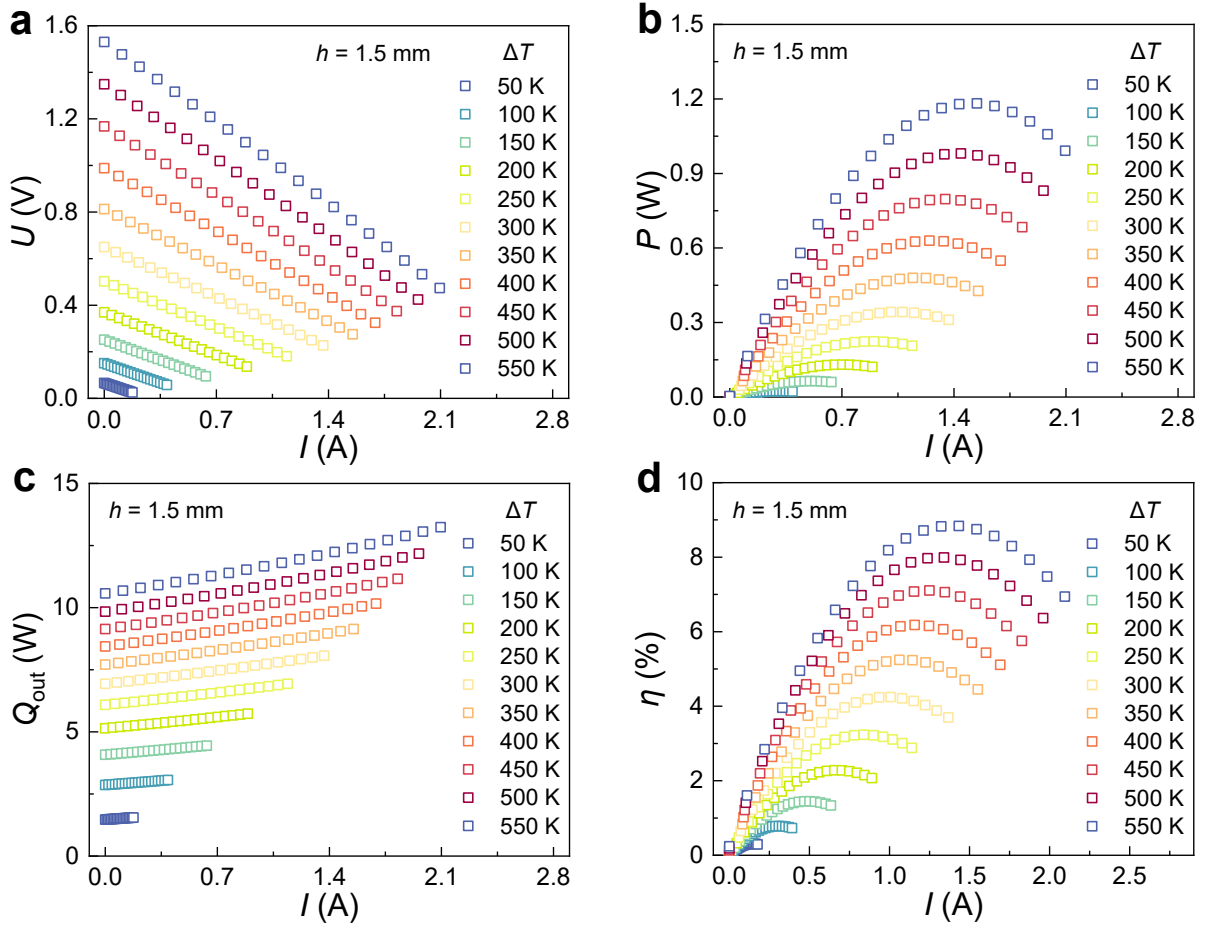 a
U (V)
1.6
1.2
0.8
0.4
0.0
h = 1.5 mm
ΔT
50 K
100 K
150 K
200 K
250 K
300 K
350 K
400 K
450 K
500 K
550 K
0.0 0.7 1.4 2.1 2.8
I (A)
b
P (W)
1.5
1.2
0.9
0.6
0.3
0.0
h = 1.5 mm
ΔT
50 K
100 K
150 K
200 K
250 K
300 K
350 K
400 K
450 K
500 K
550 K
0.0 0.7 1.4 2.1 2.8
I (A)
c
Qout (W)
15
10
5
0
h = 1.5 mm
ΔT
50 K
100 K
150 K
200 K
250 K
300 K
350 K
400 K
450 K
500 K
550 K
0.0 0.7 1.4 2.1 2.8
I (A)
d
η (%)
10
8
6
4
2
0
h = 1.5 mm
ΔT
50 K
100 K
150 K
200 K
250 K
300 K
350 K
400 K
450 K
500 K
550 K
0.0 0.5 1.0 1.5 2.0 2.5
I (A)